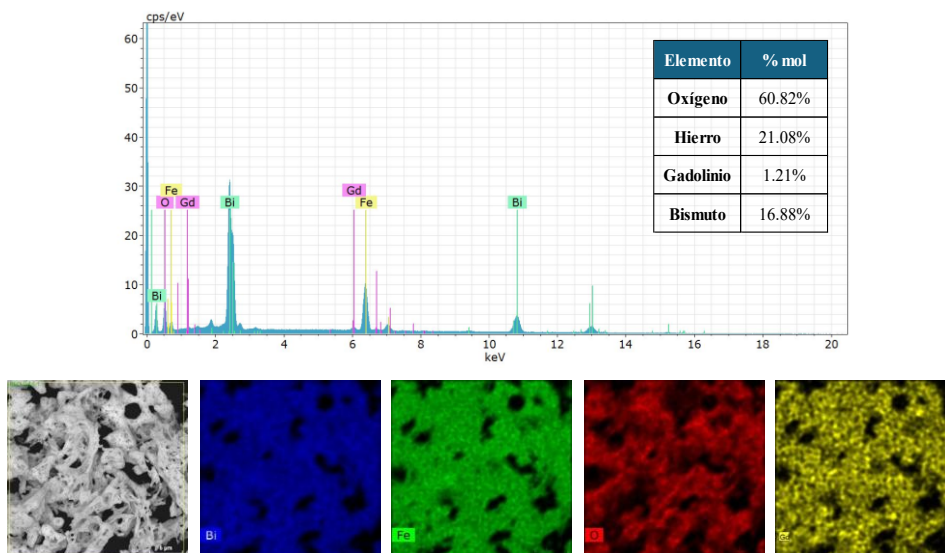 cps/eV
60
50
40
30
20
10
0
Elemento % mol
Oxígeno 60.82%
Hierro 21.08%
Gadolinio 1.21%
Bismuto 16.88%
Fe Gd
O Gd Bi Fe Bi
Bi
0 2 4 6 8 10 12 14 16 18 20
keV
Bi Fe O Gd